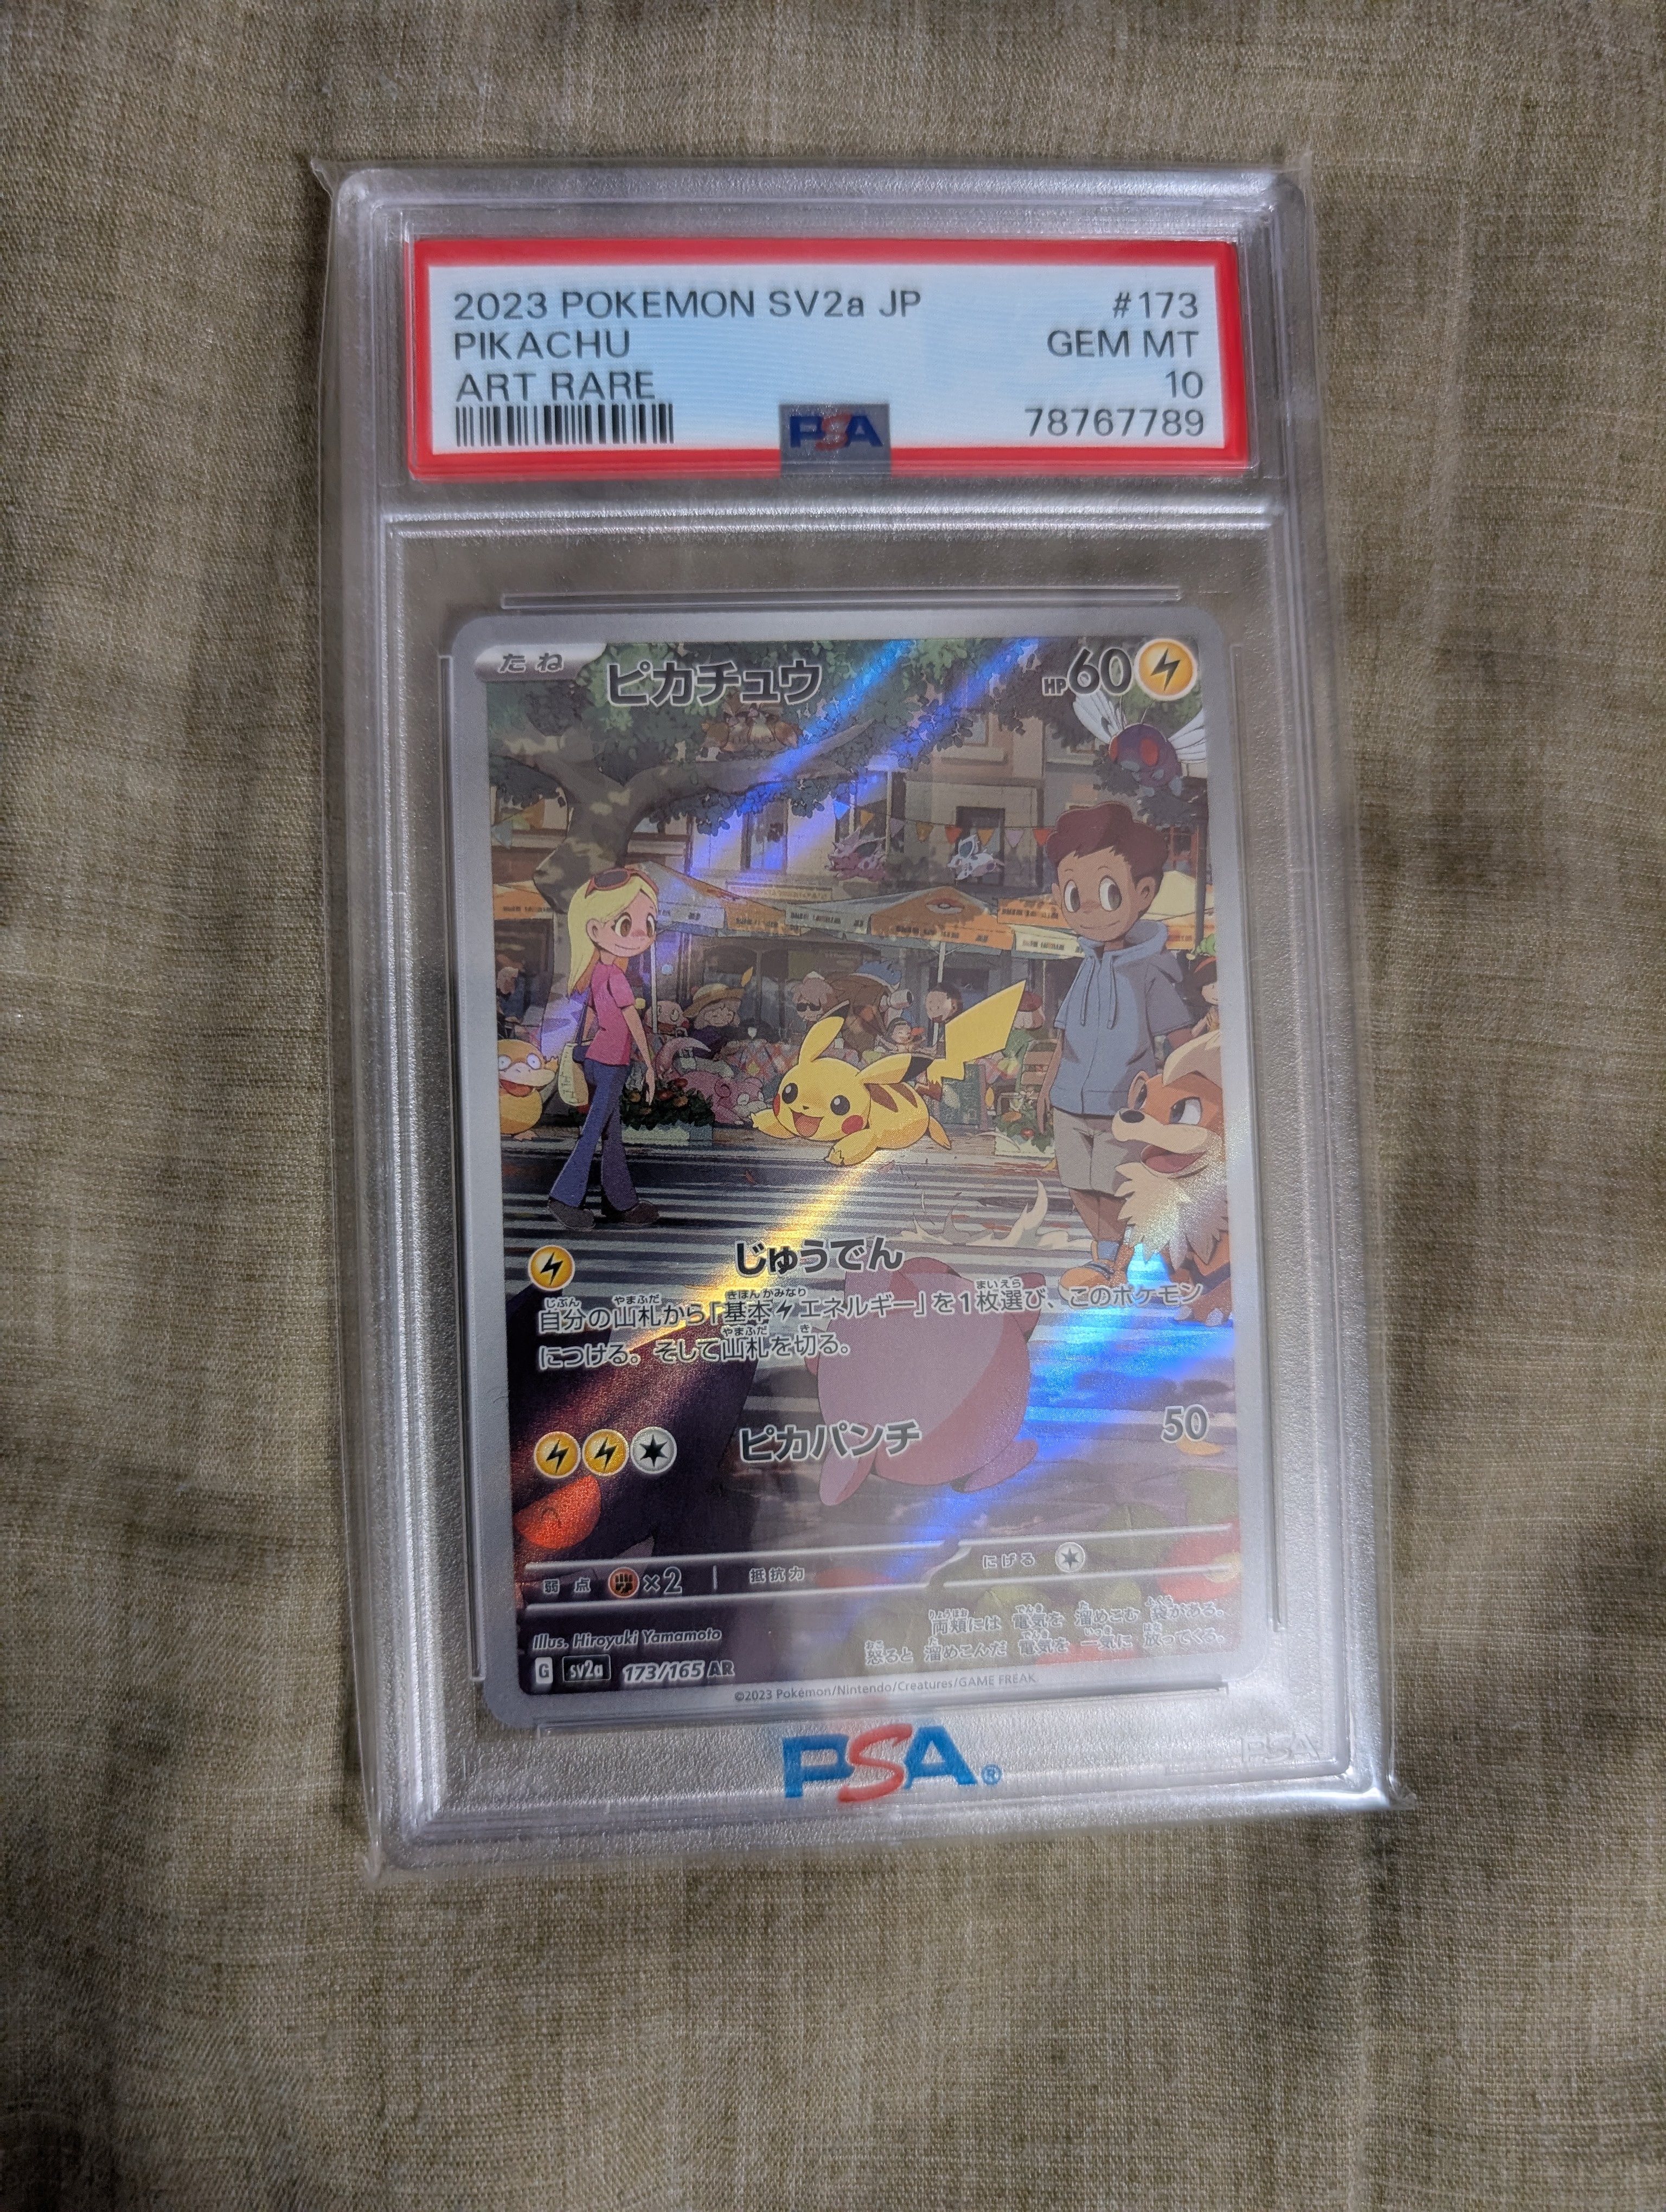 2023 POKEMON SV2a JP #173
PIKACHU GEM MT
ART RARE 10
78767789
PSA
たね ピカチュウ HP60
じゅうでん
自分の山札から「基本エネルギー」を1枚選び、このポケモン
につける。そして山札を切る。
ピカパンチ 50
弱点 ×2 抵抗力 にげる
両頬には 電気を 溜めこむ 袋がある。
怒ると 溜めこんだ 電気を 一気に 放ってくる。
Illus. Hiroyuki Yamamoto
G sv2a 173/165 AR
©2023 Pokémon/Nintendo/Creatures/GAME FREAK
PSA®
PSA